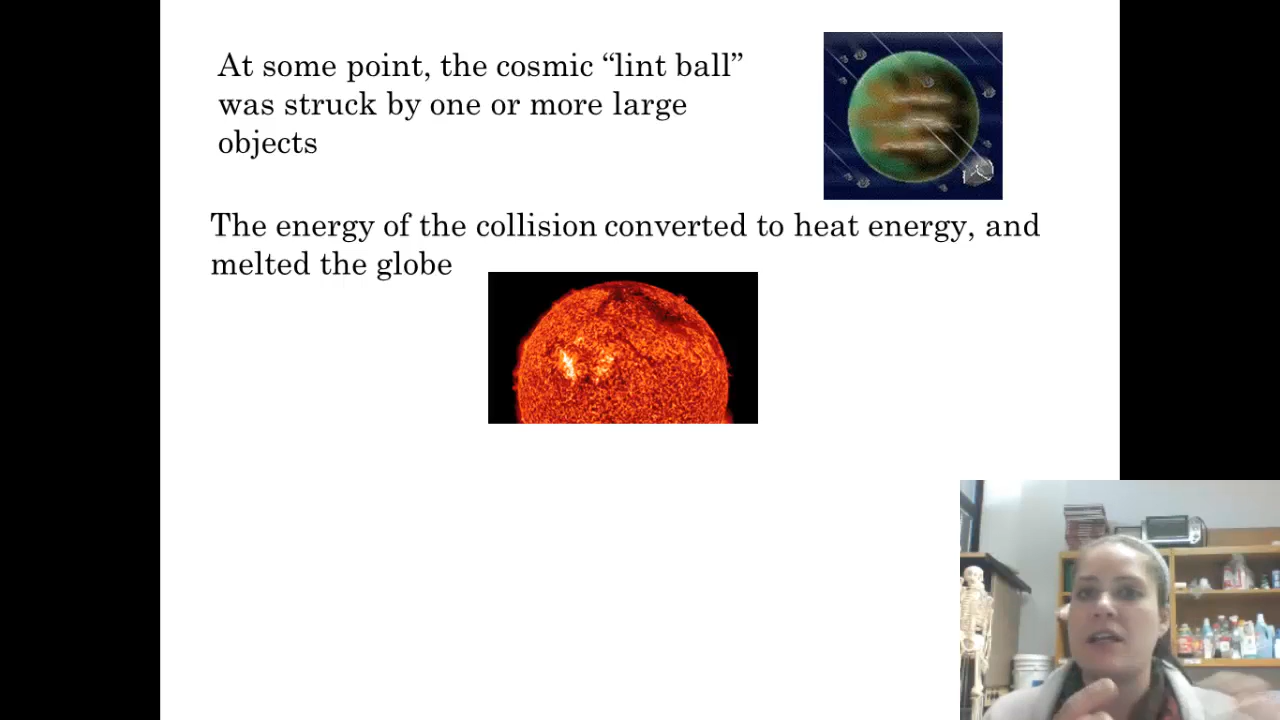 At some point, the cosmic “lint ball”
was struck by one or more large
objects
The energy of the collision converted to heat energy, and
melted the globe